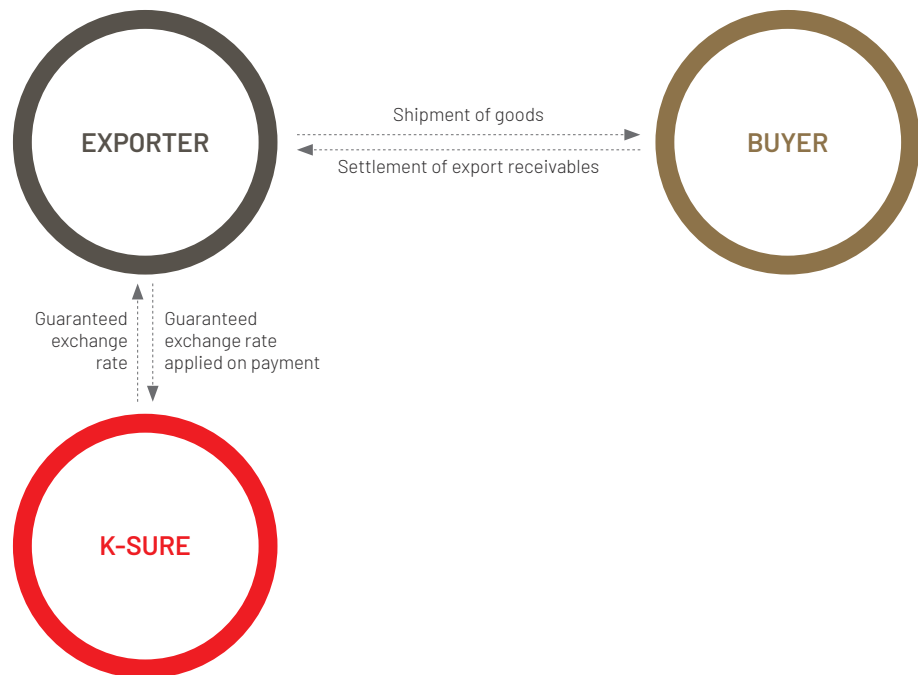 EXPORTER
Shipment of goods
Settlement of export receivables
BUYER
Guaranteed
exchange
rate
Guaranteed
exchange rate
applied on payment
K-SURE